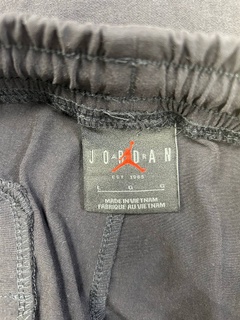 JORDAN
EST. 1985
L G G
MADE IN VIETNAM
FABRIQUÉ AU VIETNAM